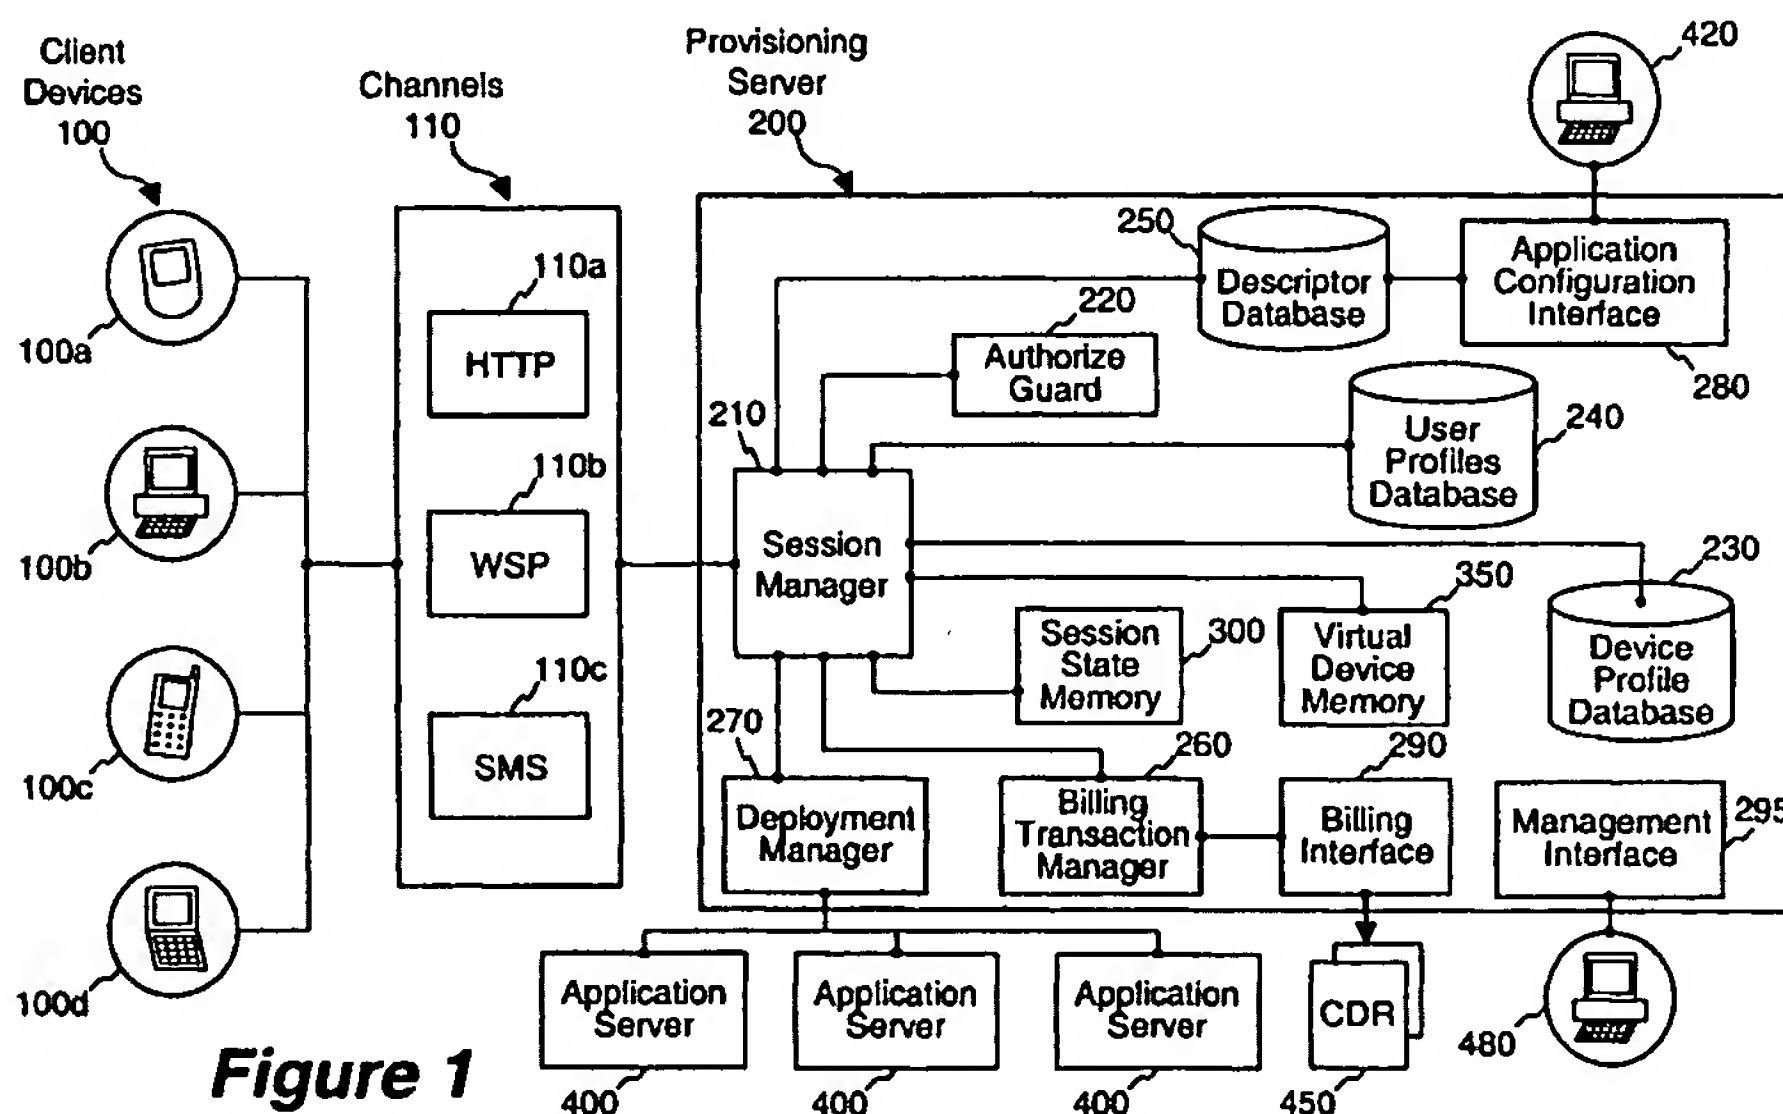 Client
Devices
100
Channels
110
Provisioning
Server
200
420
250
Descriptor
Database
Application
Configuration
Interface
280
220
Authorize
Guard
110a
HTTP
100a
210
User
Profiles
Database
240
110b
WSP
100b
Session
Manager
230
Device
Profile
Database
350
Virtual
Device
Memory
Session
State
Memory
300
110c
SMS
100c
270
Deployment
Manager
260
Billing
Transaction
Manager
290
Billing
Interface
Management
Interface
295
100d
Application
Server
400
Application
Server
400
Application
Server
400
CDR
450
480
Figure 1